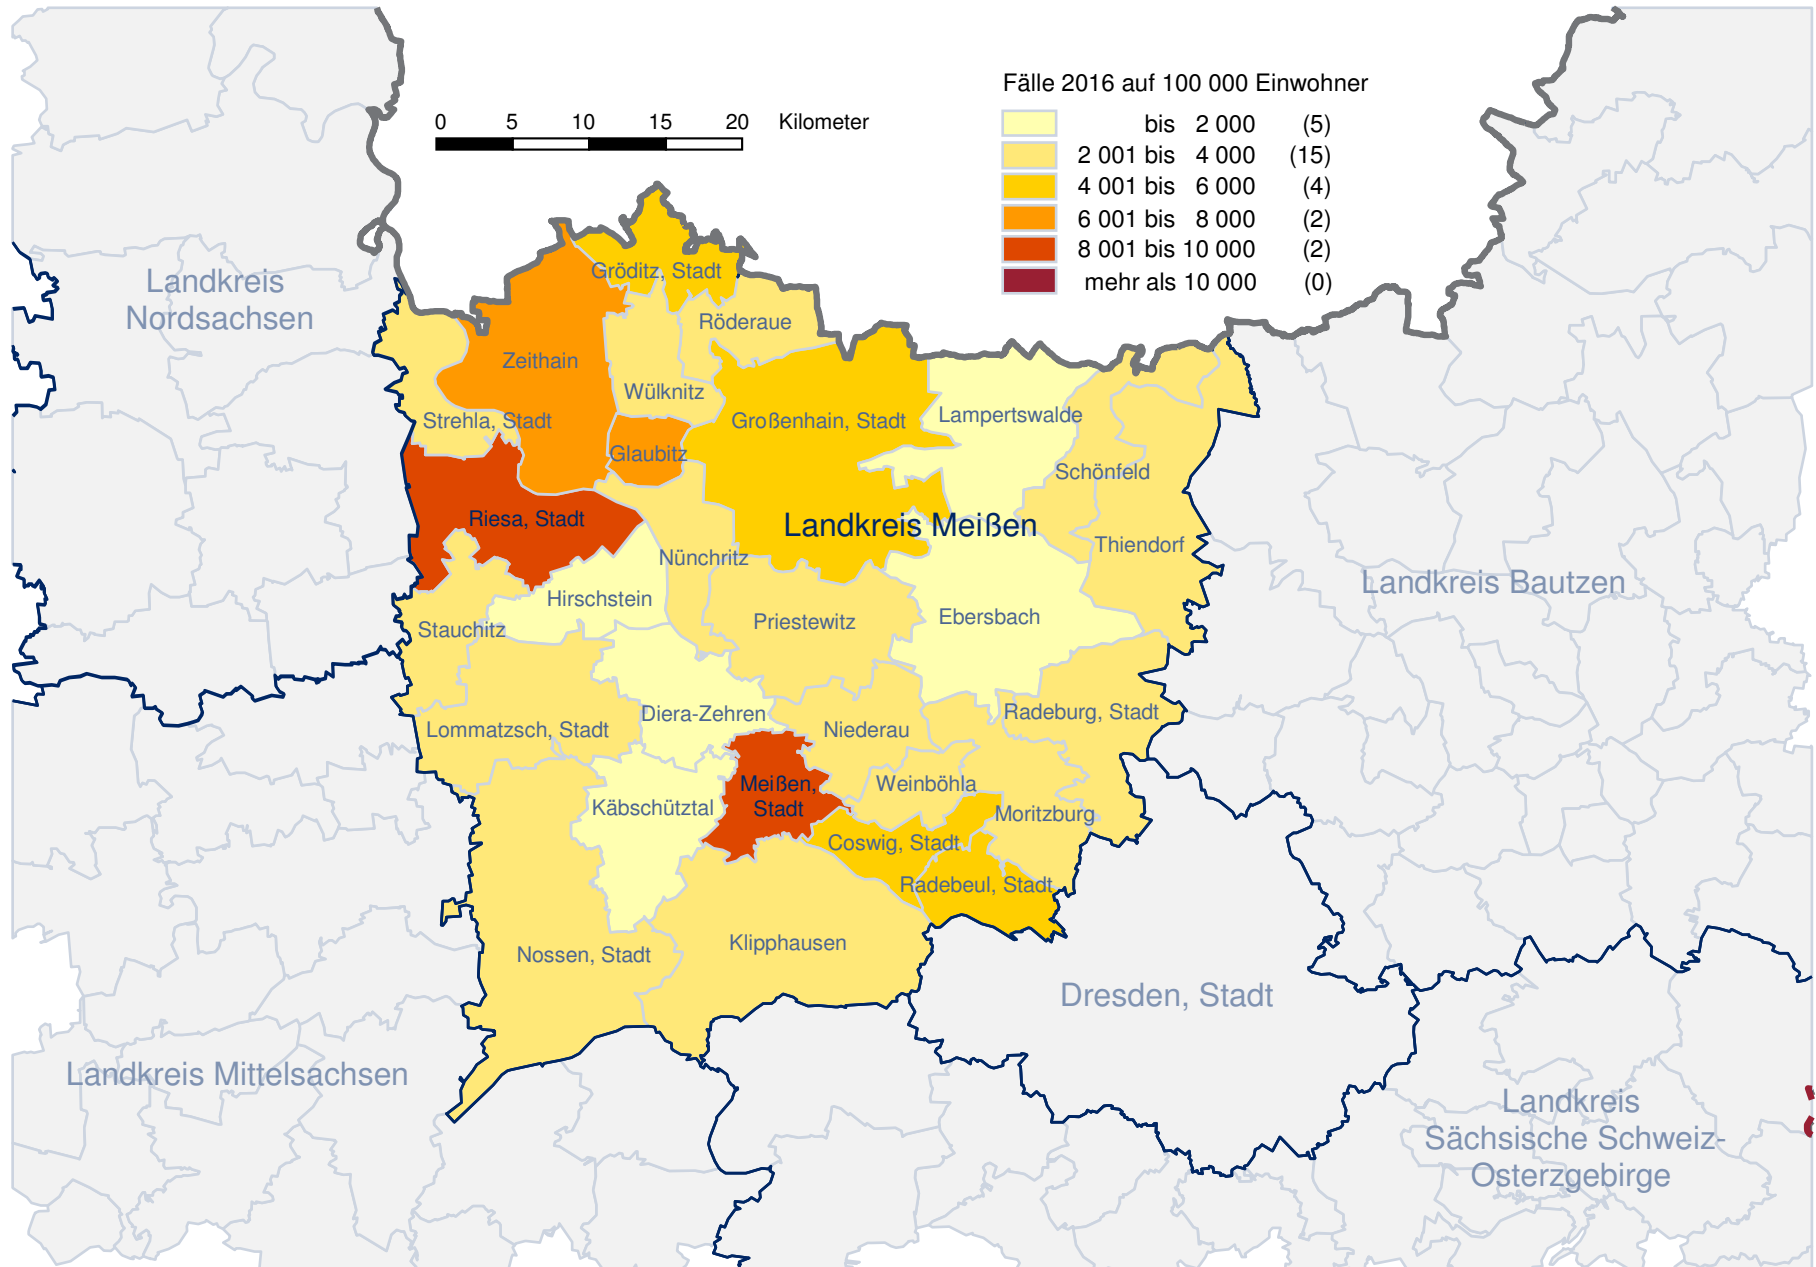 Fälle 2016 auf 100 000 Einwohner
bis 2 000 (5)
2 001 bis 4 000 (15)
4 001 bis 6 000 (4)
6 001 bis 8 000 (2)
8 001 bis 10 000 (2)
mehr als 10 000 (0)
0 5 10 15 20 Kilometer
Landkreis
Nordsachsen
Gröditz, Stadt
Röderaue
Zeithain
Wülknitz
Strehla, Stadt
Großenhain, Stadt
Lampertswalde
Glaubitz
Schönfeld
Riesa, Stadt
Landkreis Meißen
Nünchritz
Thiendorf
Landkreis Bautzen
Hirschstein
Stauchitz
Priestewitz
Ebersbach
Lommatzsch, Stadt
Diera-Zehren
Niederau
Radeburg, Stadt
Käbschütztal
Meißen,
Stadt
Weinböhla
Moritzburg
Coswig, Stadt
Radebeul, Stadt
Nossen, Stadt
Klipphausen
Dresden, Stadt
Landkreis Mittelsachsen
Landkreis
Sächsische Schweiz-
Osterzgebirge